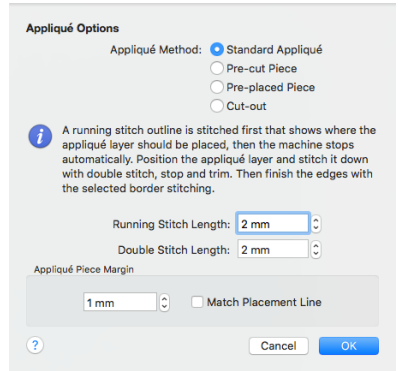 Appliqué Options
Appliqué Method: Standard Appliqué
Pre-cut Piece
Pre-placed Piece
Cut-out
A running stitch outline is stitched first that shows where the
appliqué layer should be placed, then the machine stops
automatically. Position the appliqué layer and stitch it down
with double stitch, stop and trim. Then finish the edges with
the selected border stitching.
Running Stitch Length: 2 mm
Double Stitch Length: 2 mm
Appliqué Piece Margin
1 mm Match Placement Line
? Cancel OK